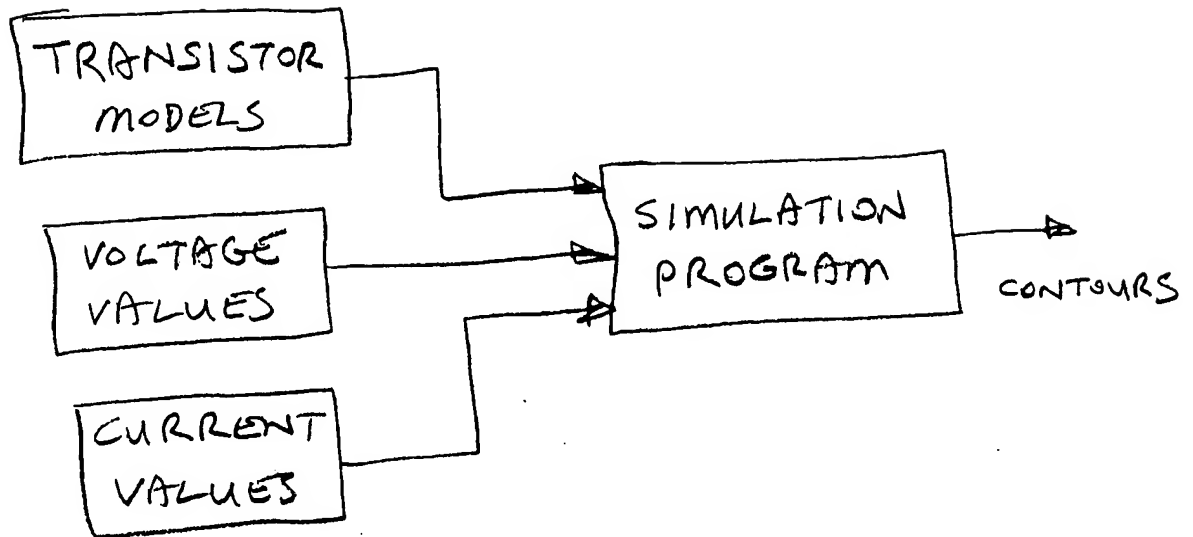 TRANSISTOR
MODELS
VOLTAGE
VALUES
CURRENT
VALUES
SIMULATION
PROGRAM
CONTOURS